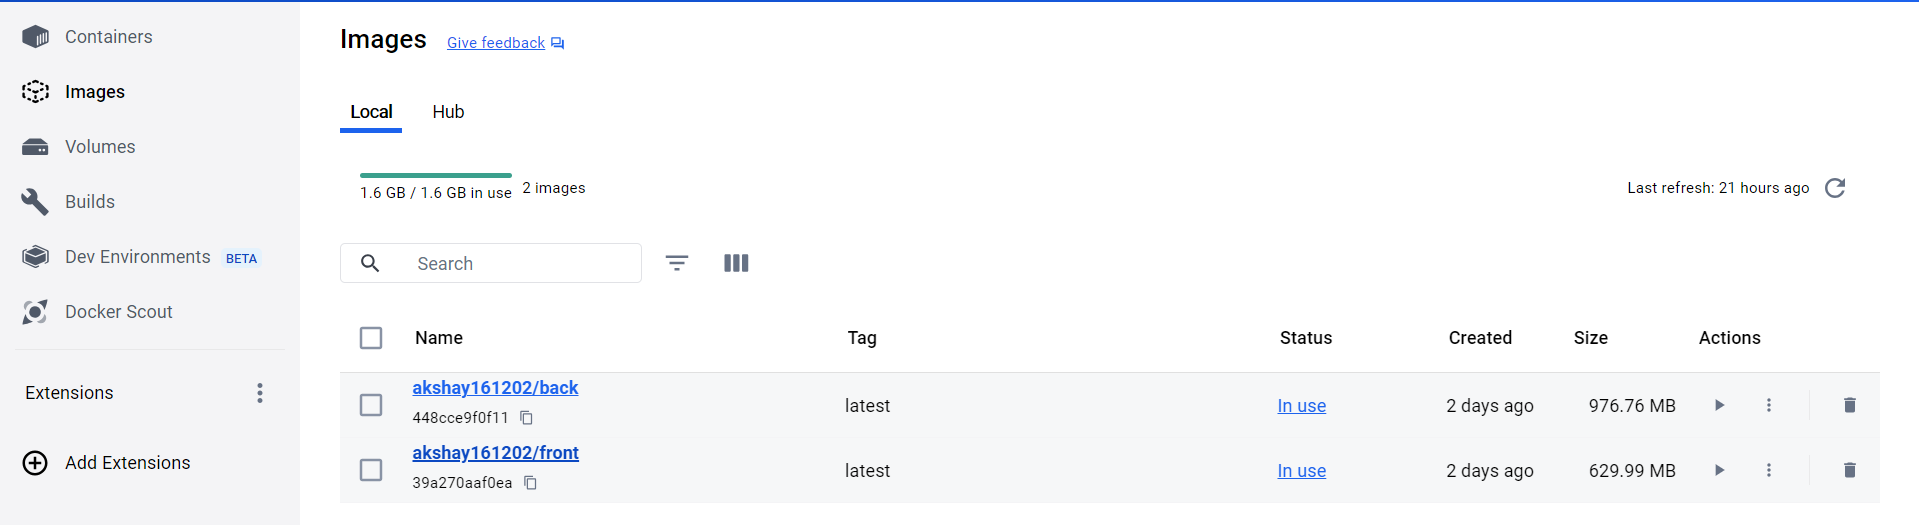 Containers
Images
Volumes
Builds
Dev Environments BETA
Docker Scout
Extensions
Add Extensions
Images Give feedback
Local Hub
1.6 GB / 1.6 GB in use 2 images
Last refresh: 21 hours ago
Search
Name Tag Status Created Size Actions
akshay161202/back
448cce9f0f11
latest In use 2 days ago 976.76 MB
akshay161202/front
39a270aaf0ea
latest In use 2 days ago 629.99 MB